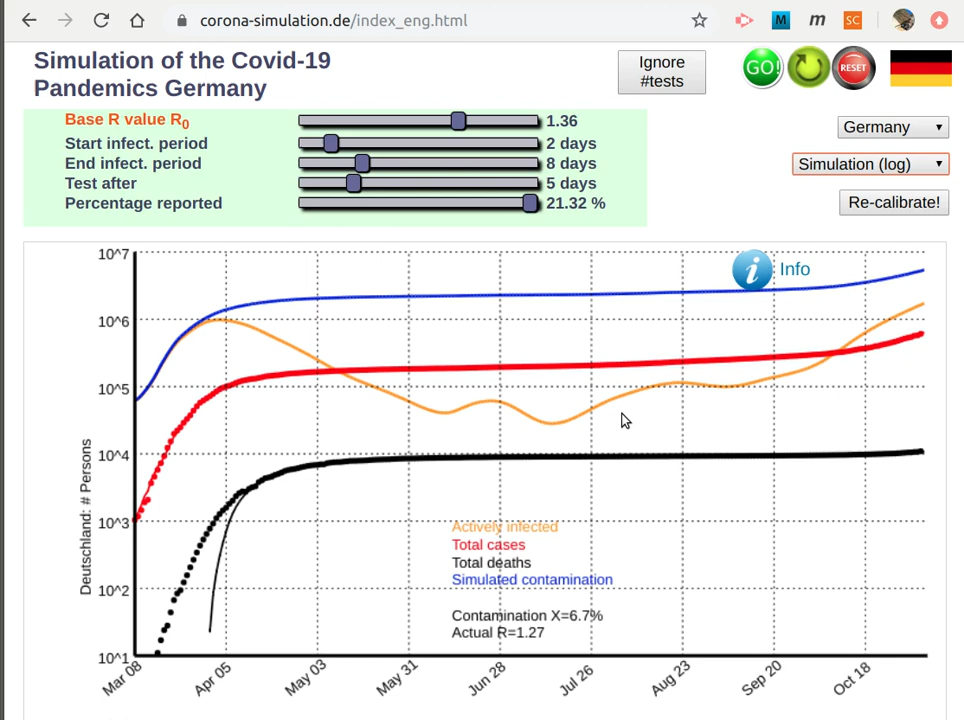 corona-simulation.de/index_eng.html
M
m
SC
Simulation of the Covid-19
Pandemics Germany
Ignore
#tests
GO!
RESET
Base R value R0
1.36
Start infect. period
2 days
End infect. period
8 days
Test after
5 days
Percentage reported
21.32 %
Germany
Simulation (log)
Re-calibrate!
i Info
Deutschland: # Persons
10^7
10^6
10^5
10^4
10^3
10^2
10^1
Actively infected
Total cases
Total deaths
Simulated contamination
Contamination X=6.7%
Actual R=1.27
Mar 08
Apr 05
May 03
May 31
Jun 28
Jul 26
Aug 23
Sep 20
Oct 18